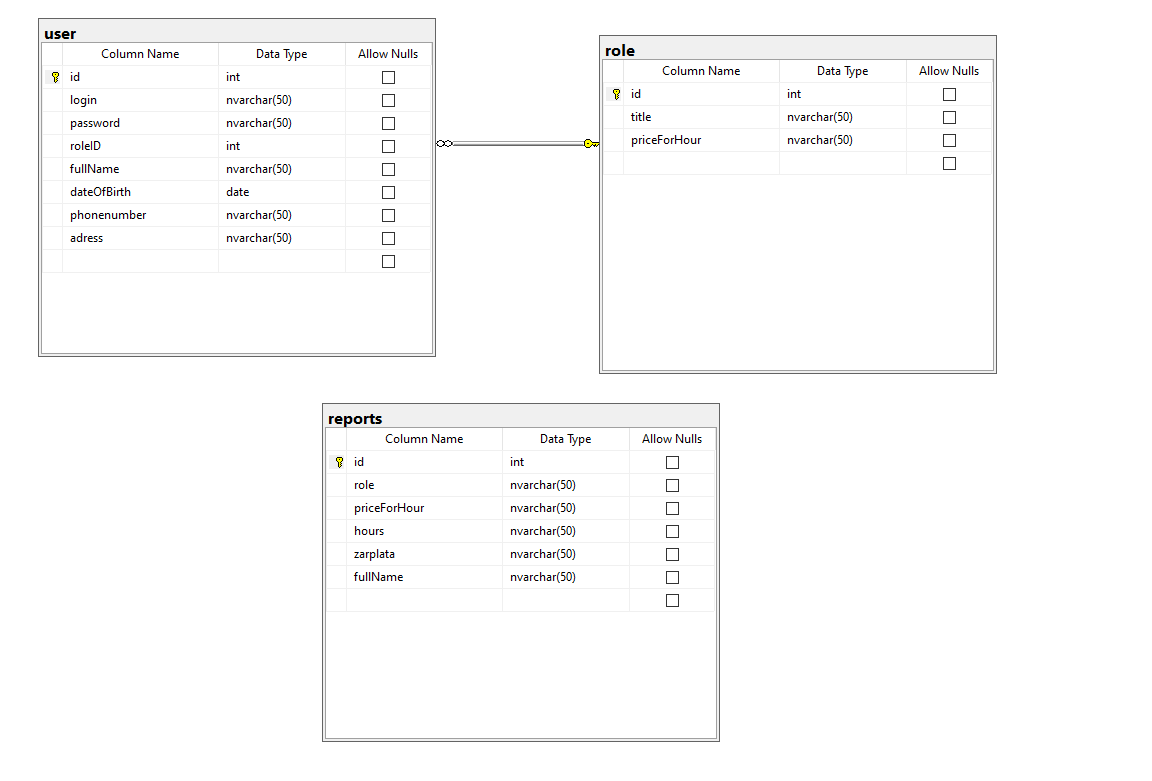 user
Column Name Data Type Allow Nulls
id int
login nvarchar(50)
password nvarchar(50)
roleID int
fullName nvarchar(50)
dateOfBirth date
phonenumber nvarchar(50)
adress nvarchar(50)
role
Column Name Data Type Allow Nulls
id int
title nvarchar(50)
priceForHour nvarchar(50)
reports
Column Name Data Type Allow Nulls
id int
role nvarchar(50)
priceForHour nvarchar(50)
hours nvarchar(50)
zarplata nvarchar(50)
fullName nvarchar(50)